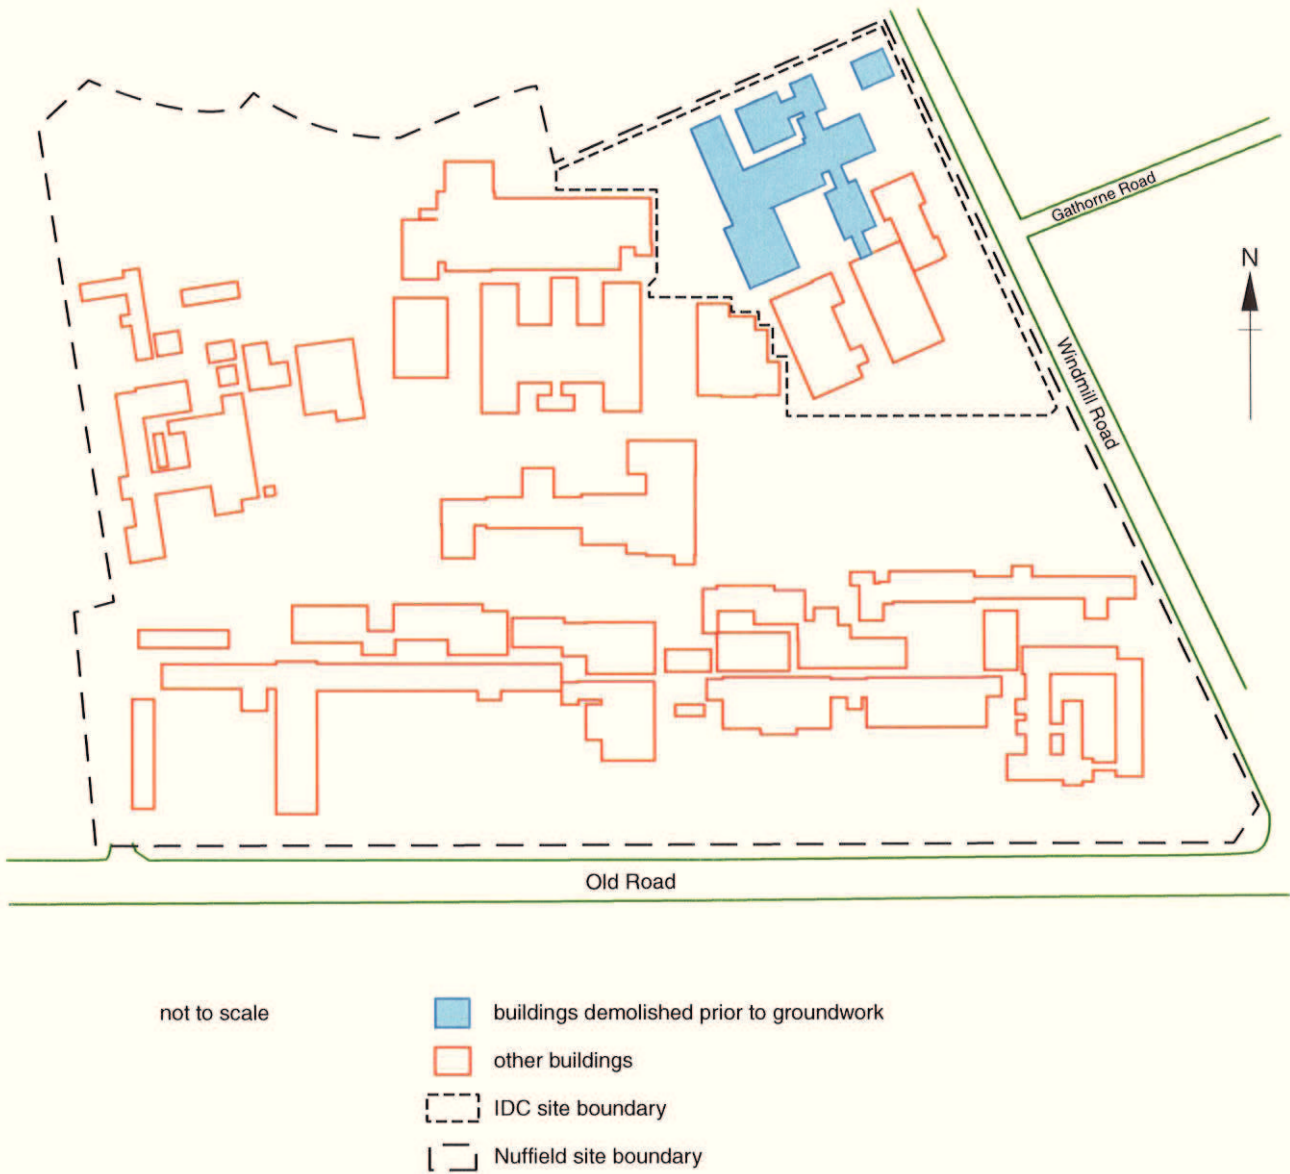 Gathorne Road
N
Windmill Road
Old Road
not to scale
buildings demolished prior to groundwork
other buildings
IDC site boundary
Nuffield site boundary